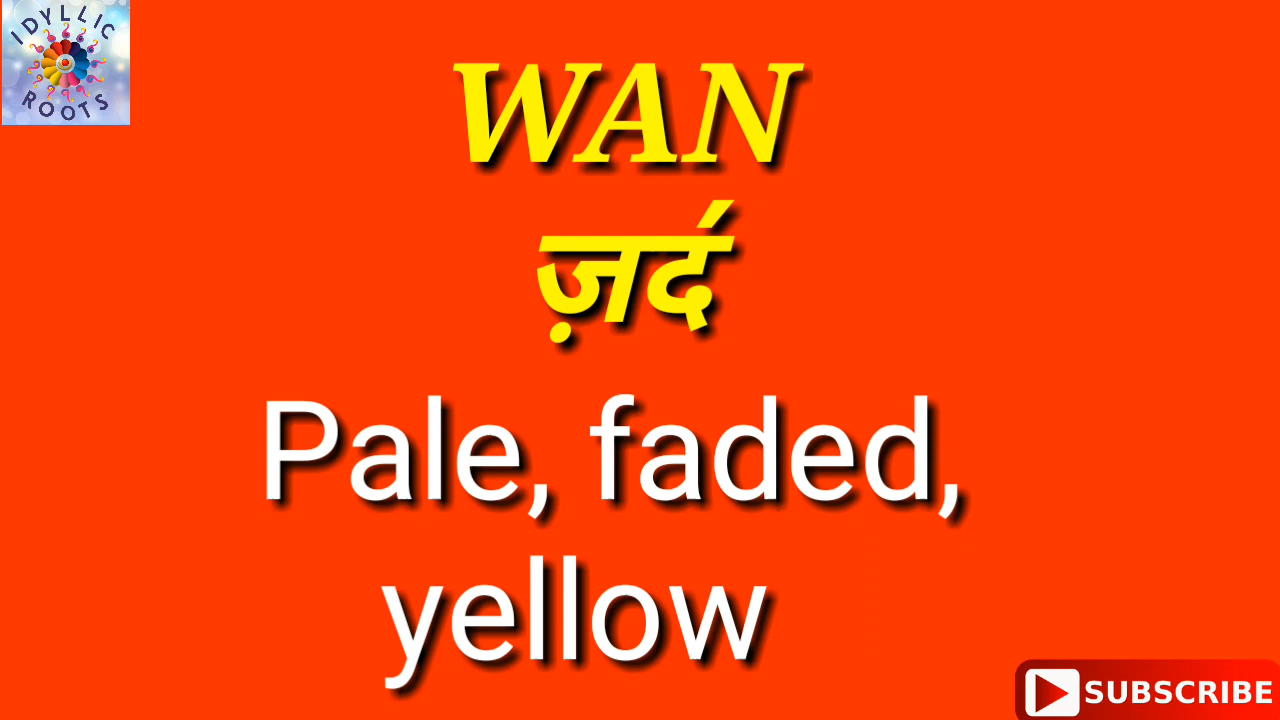 IDYLLIC
ROOTS
WAN
ज़र्द
Pale, faded,
yellow
SUBSCRIBE